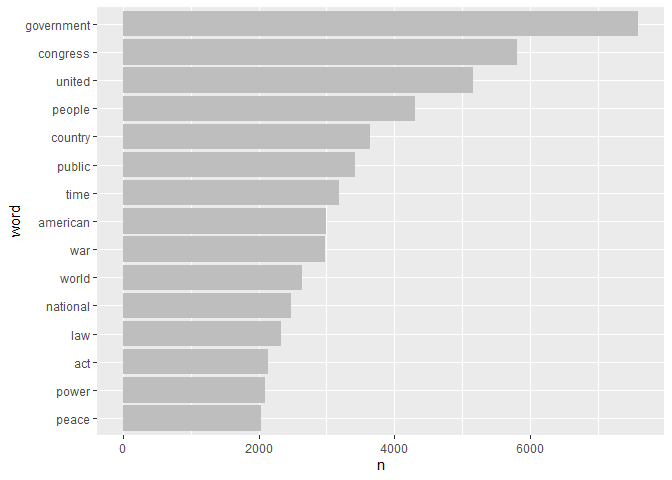 government
congress
united
people
country
public
time
american
war
world
national
law
act
power
peace
word
0 2000 4000 6000
n